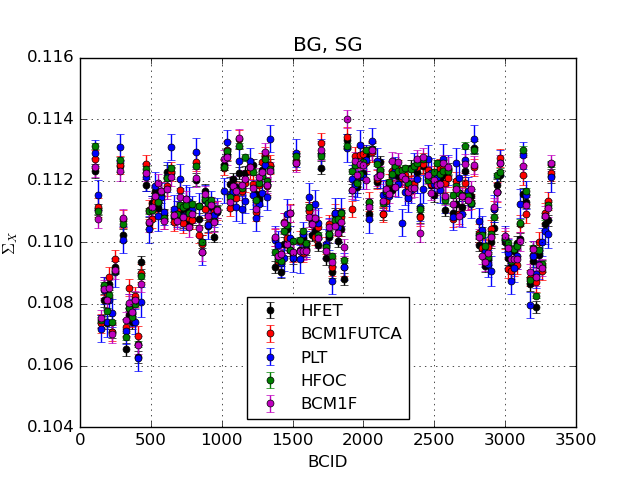 BG, SG
0.116
0.114
0.112
0.110
0.108
0.106
0.104
Σ_X
HFET
BCM1FUTCA
PLT
HFOC
BCM1F
0 500 1000 1500 2000 2500 3000 3500
BCID